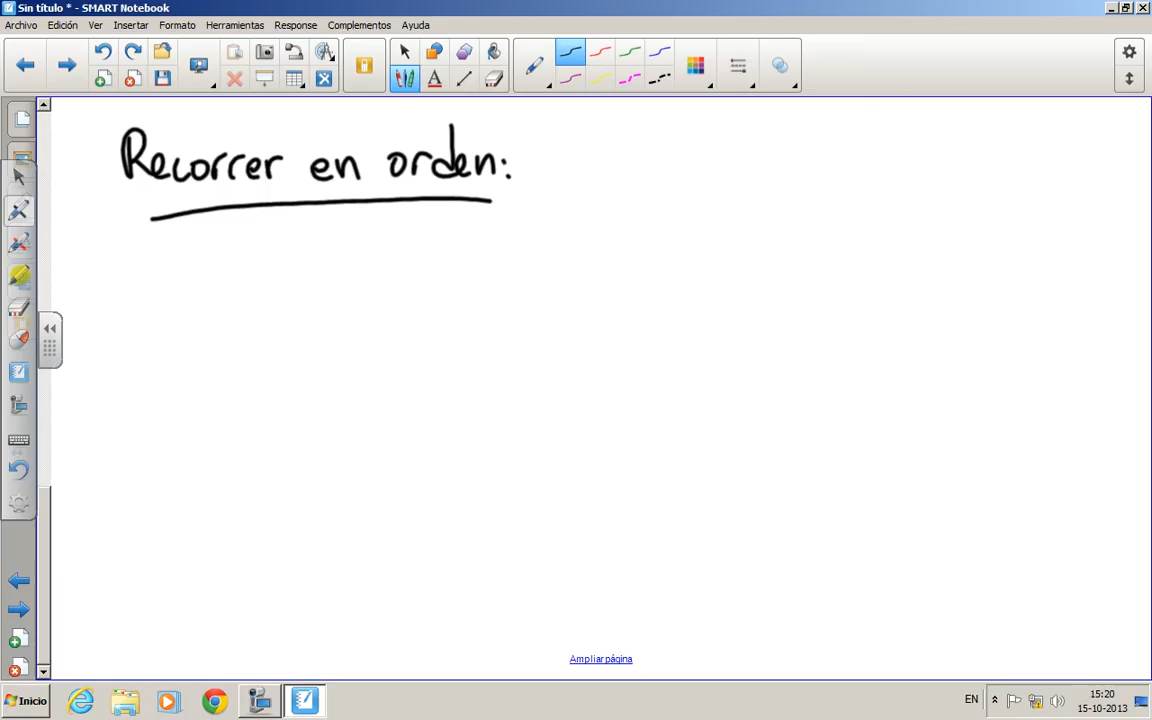 Sin título * - SMART Notebook
Archivo Edición Ver Insertar Formato Herramientas Response Complementos Ayuda
Recorrer en orden:
Ampliar página
Inicio
EN
15:20
15-10-2013